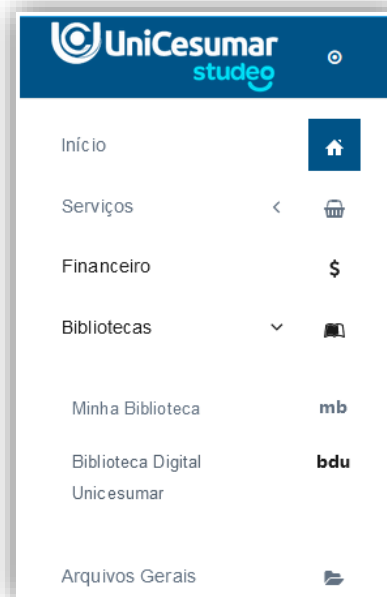 UniCesumar
studeo
Início
Serviços
Financeiro $
Bibliotecas
Minha Biblioteca mb
Biblioteca Digital bdu
Unicesumar
Arquivos Gerais